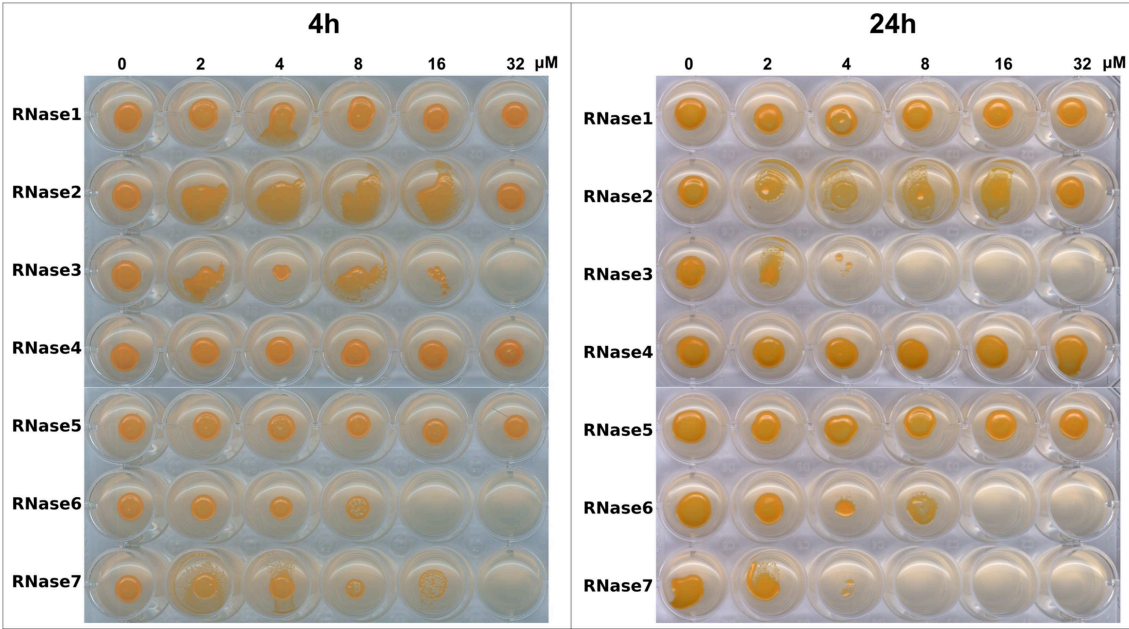 4h
0 2 4 8 16 32 µM
RNase1
RNase2
RNase3
RNase4
RNase5
RNase6
RNase7
24h
0 2 4 8 16 32 µM
RNase1
RNase2
RNase3
RNase4
RNase5
RNase6
RNase7